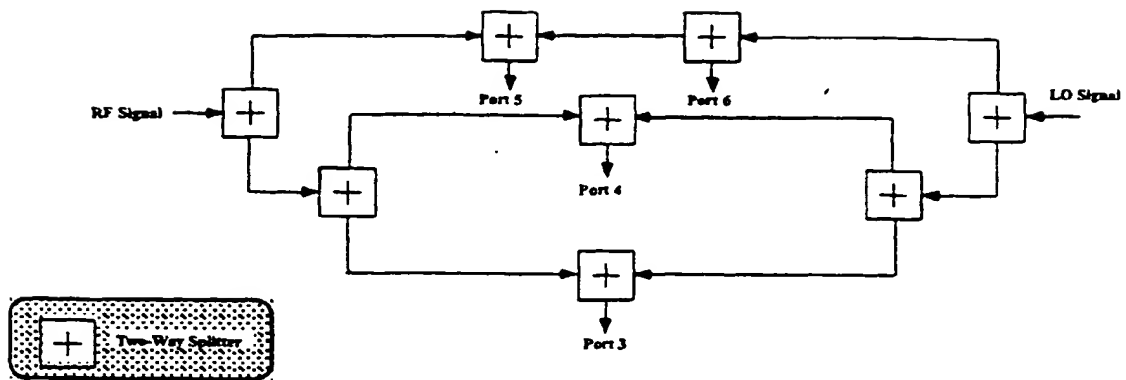 Port 5
Port 6
RF Signal
LO Signal
Port 4
Port 3
Two-Way Splitter